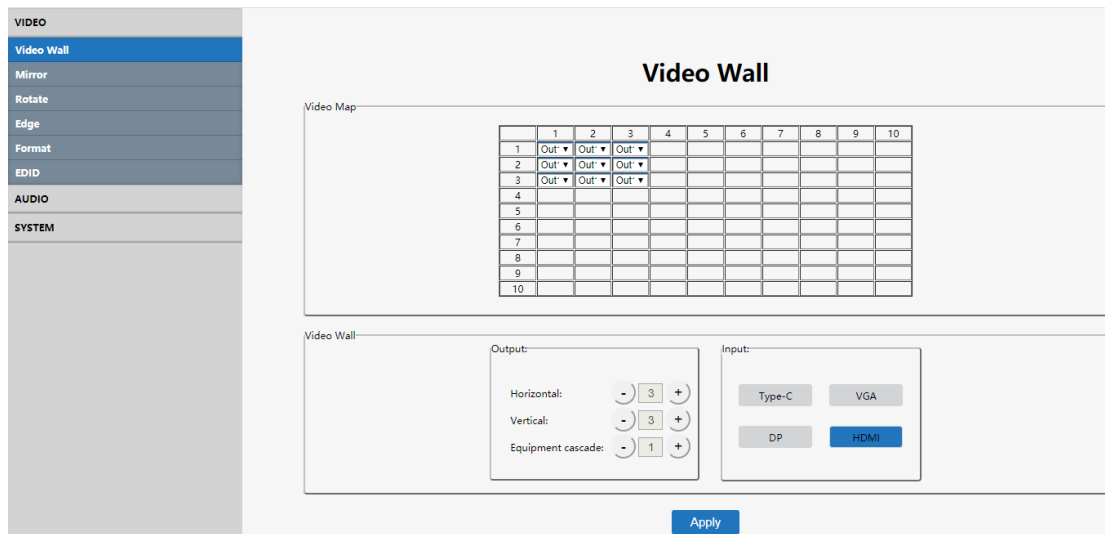 VIDEO
Video Wall
Mirror
Rotate
Edge
Format
EDID
AUDIO
SYSTEM
Video Wall
Video Map
1 2 3 4 5 6 7 8 9 10
1 Out Out Out
2 Out Out Out
3 Out Out Out
4
5
6
7
8
9
10
Video Wall
Output:
Horizontal: - 3 +
Vertical: - 3 +
Equipment cascade: - 1 +
Input:
Type-C VGA
DP HDMI
Apply